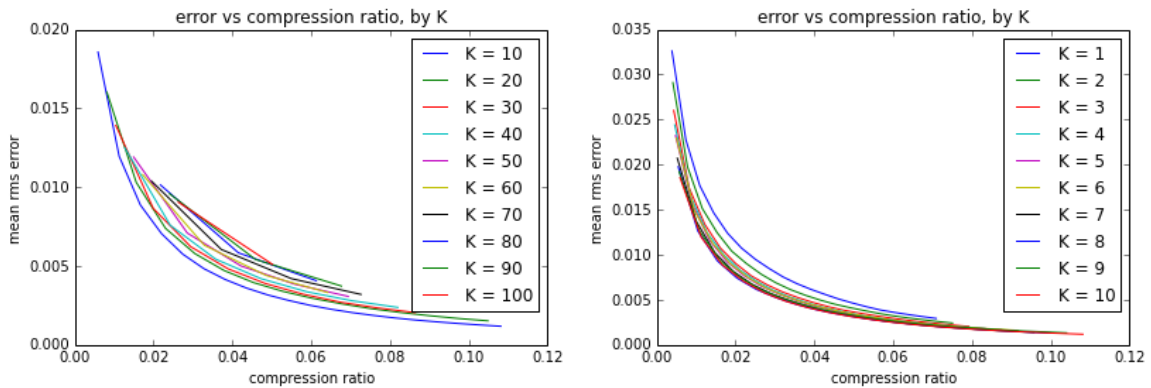 error vs compression ratio, by K
0.020
0.015
0.010
0.005
0.000
mean rms error
0.00 0.02 0.04 0.06 0.08 0.10 0.12
compression ratio
K = 10
K = 20
K = 30
K = 40
K = 50
K = 60
K = 70
K = 80
K = 90
K = 100
error vs compression ratio, by K
0.035
0.030
0.025
0.020
0.015
0.010
0.005
0.000
mean rms error
0.00 0.02 0.04 0.06 0.08 0.10 0.12
compression ratio
K = 1
K = 2
K = 3
K = 4
K = 5
K = 6
K = 7
K = 8
K = 9
K = 10